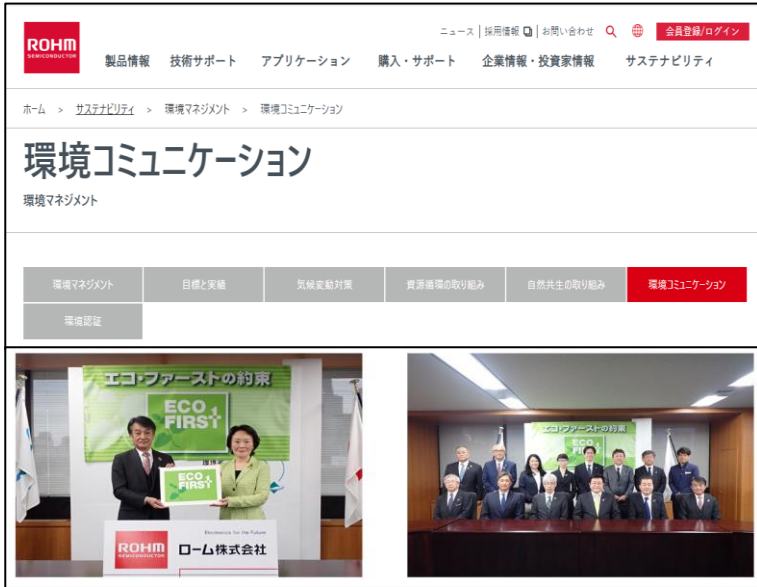 ROHM
SEMICONDUCTOR
ニュース | 採用情報 | お問い合わせ 会員登録/ログイン
製品情報 技術サポート アプリケーション 購入・サポート 企業情報・投資家情報 サステナビリティ
ホーム > サステナビリティ > 環境マネジメント > 環境コミュニケーション
環境コミュニケーション
環境マネジメント
環境マネジメント 目標と実績 気候変動対策 資源循環の取り組み 自然共生の取り組み 環境コミュニケーション
環境認証
エコ・ファーストの約束
ECO
FIRST
ECO
FIRST
Electronics for the Future
ROHM
SEMICONDUCTOR
ローム株式会社
エコ・ファーストの約束
ECO
FIRST